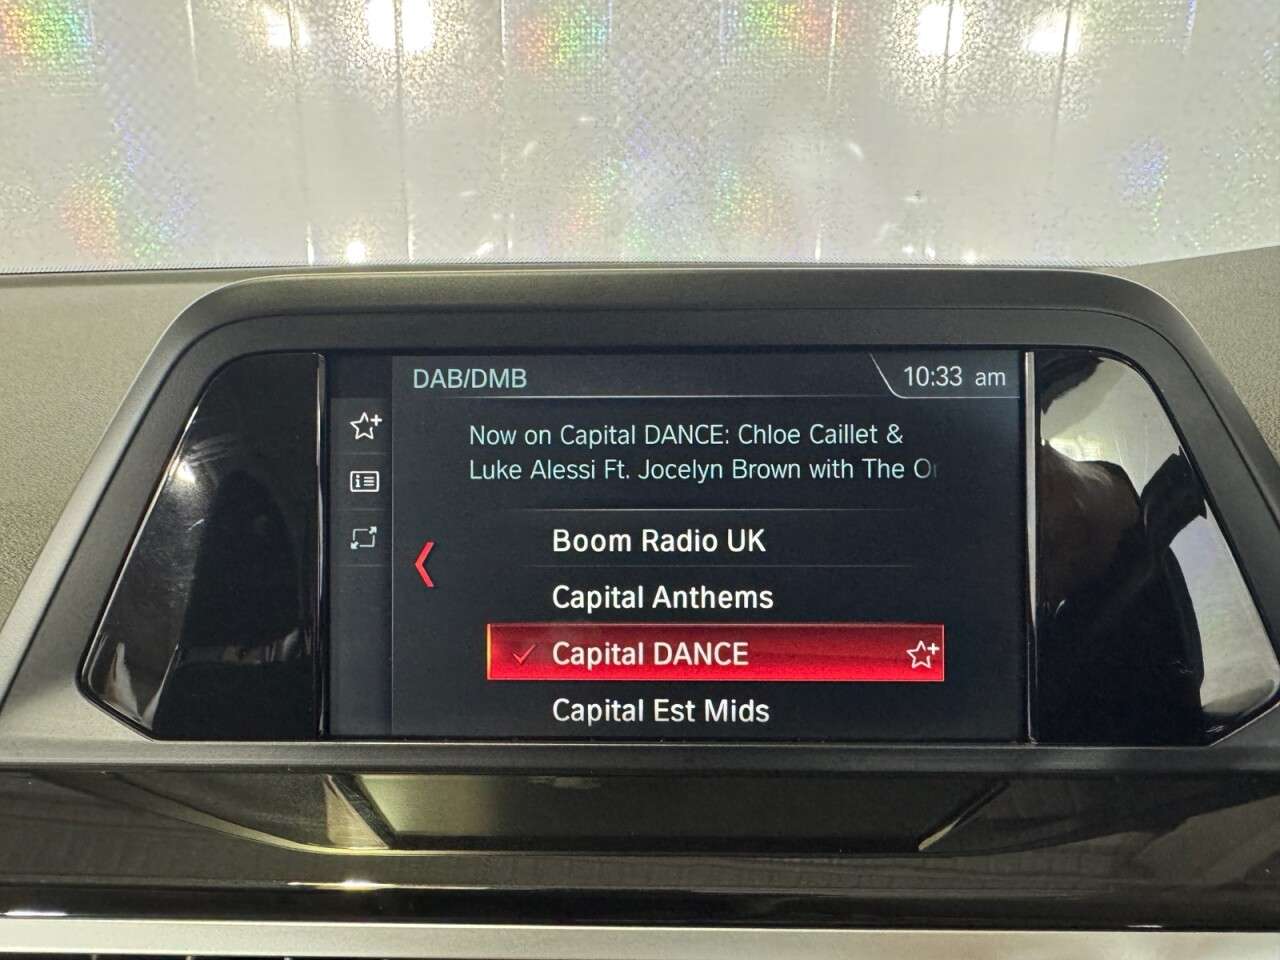 DAB/DMB
10:33 am
Now on Capital DANCE: Chloe Caillet &
Luke Alessi Ft. Jocelyn Brown with The
Boom Radio UK
Capital Anthems
Capital DANCE
Capital Est Mids